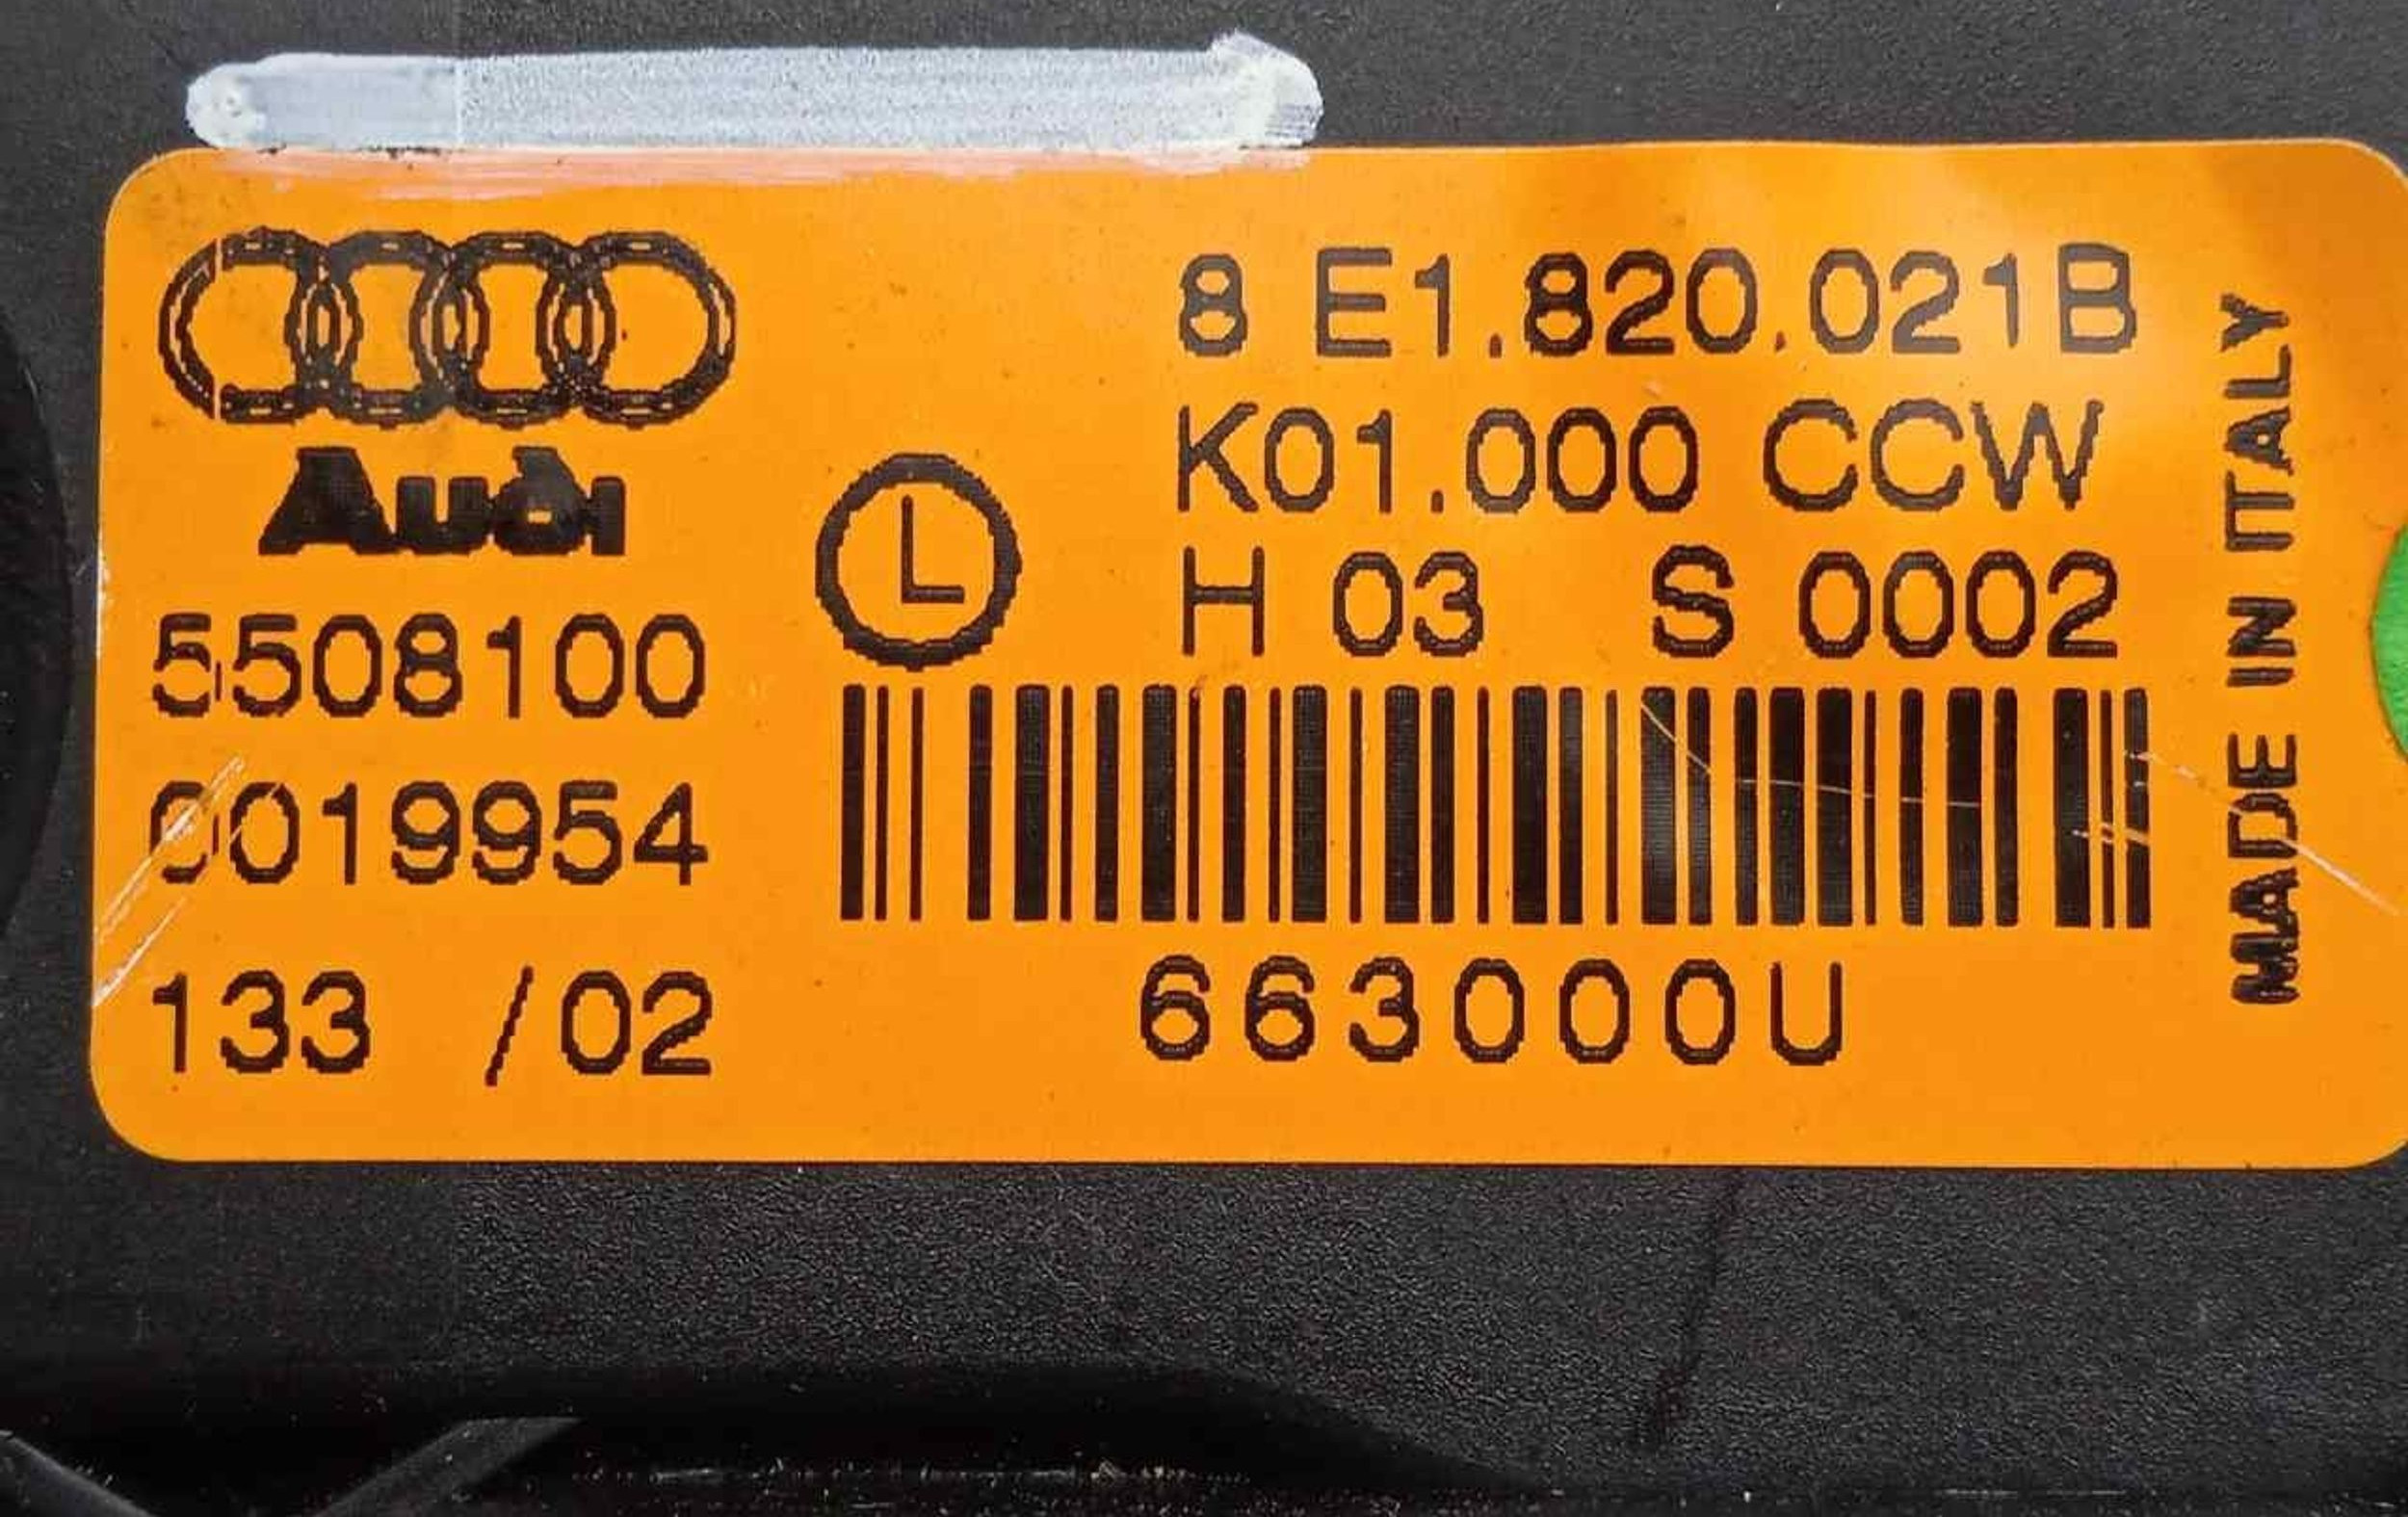 Audi
5508100
0019954
133 /02
L
8 E1.820.021B
K01.000 CCW
H 03 S 0002
663000U
MADE IN ITALY